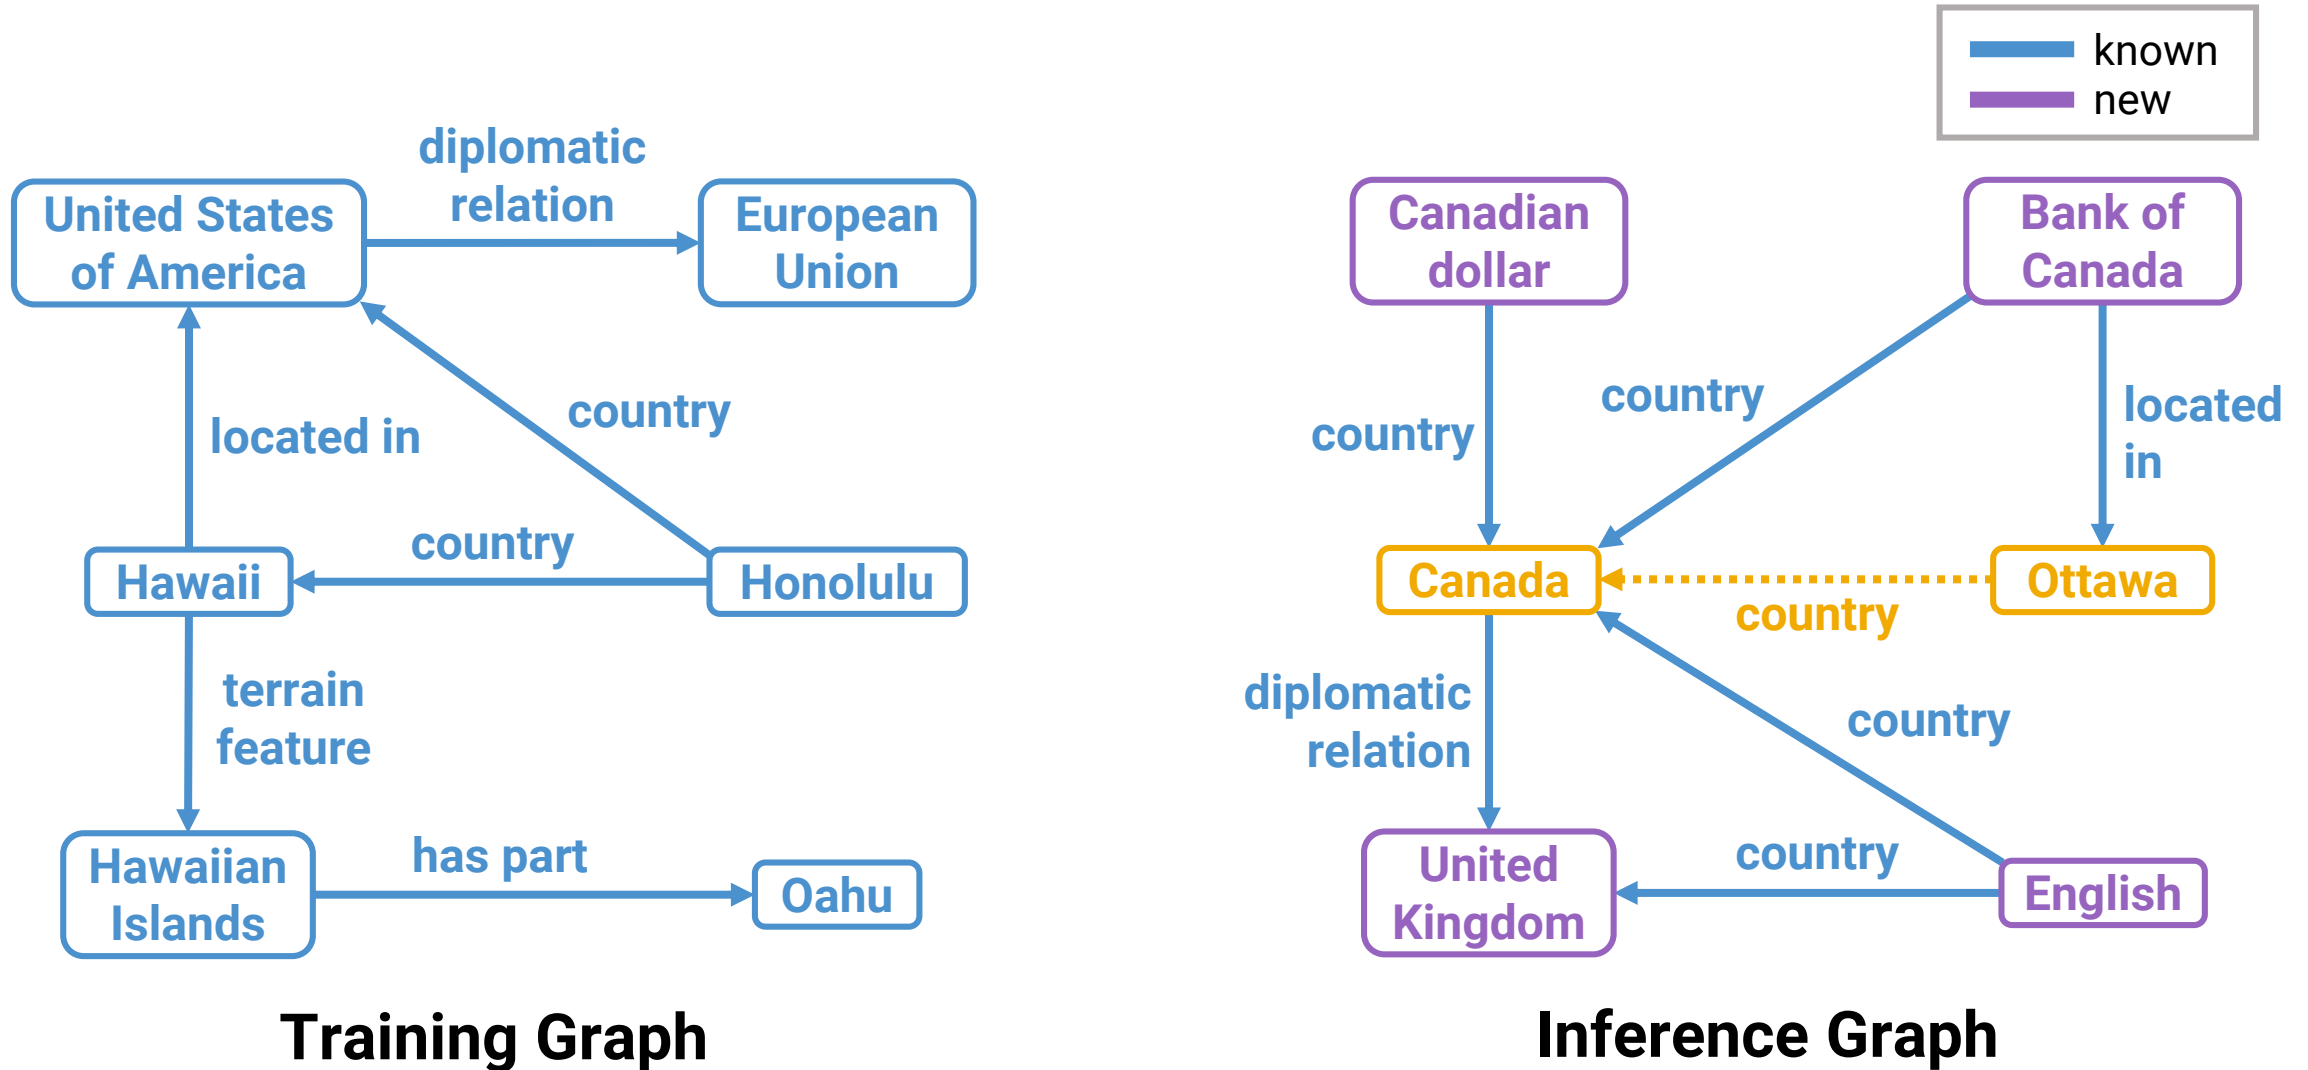 known
new
diplomatic
relation
United States
of America
European
Union
located in
country
country
Hawaii
Honolulu
terrain
feature
Hawaiian
Islands
has part
Oahu
Training Graph
Canadian
dollar
Bank of
Canada
country
country
located
in
Canada
Ottawa
country
diplomatic
relation
country
United
Kingdom
country
English
Inference Graph